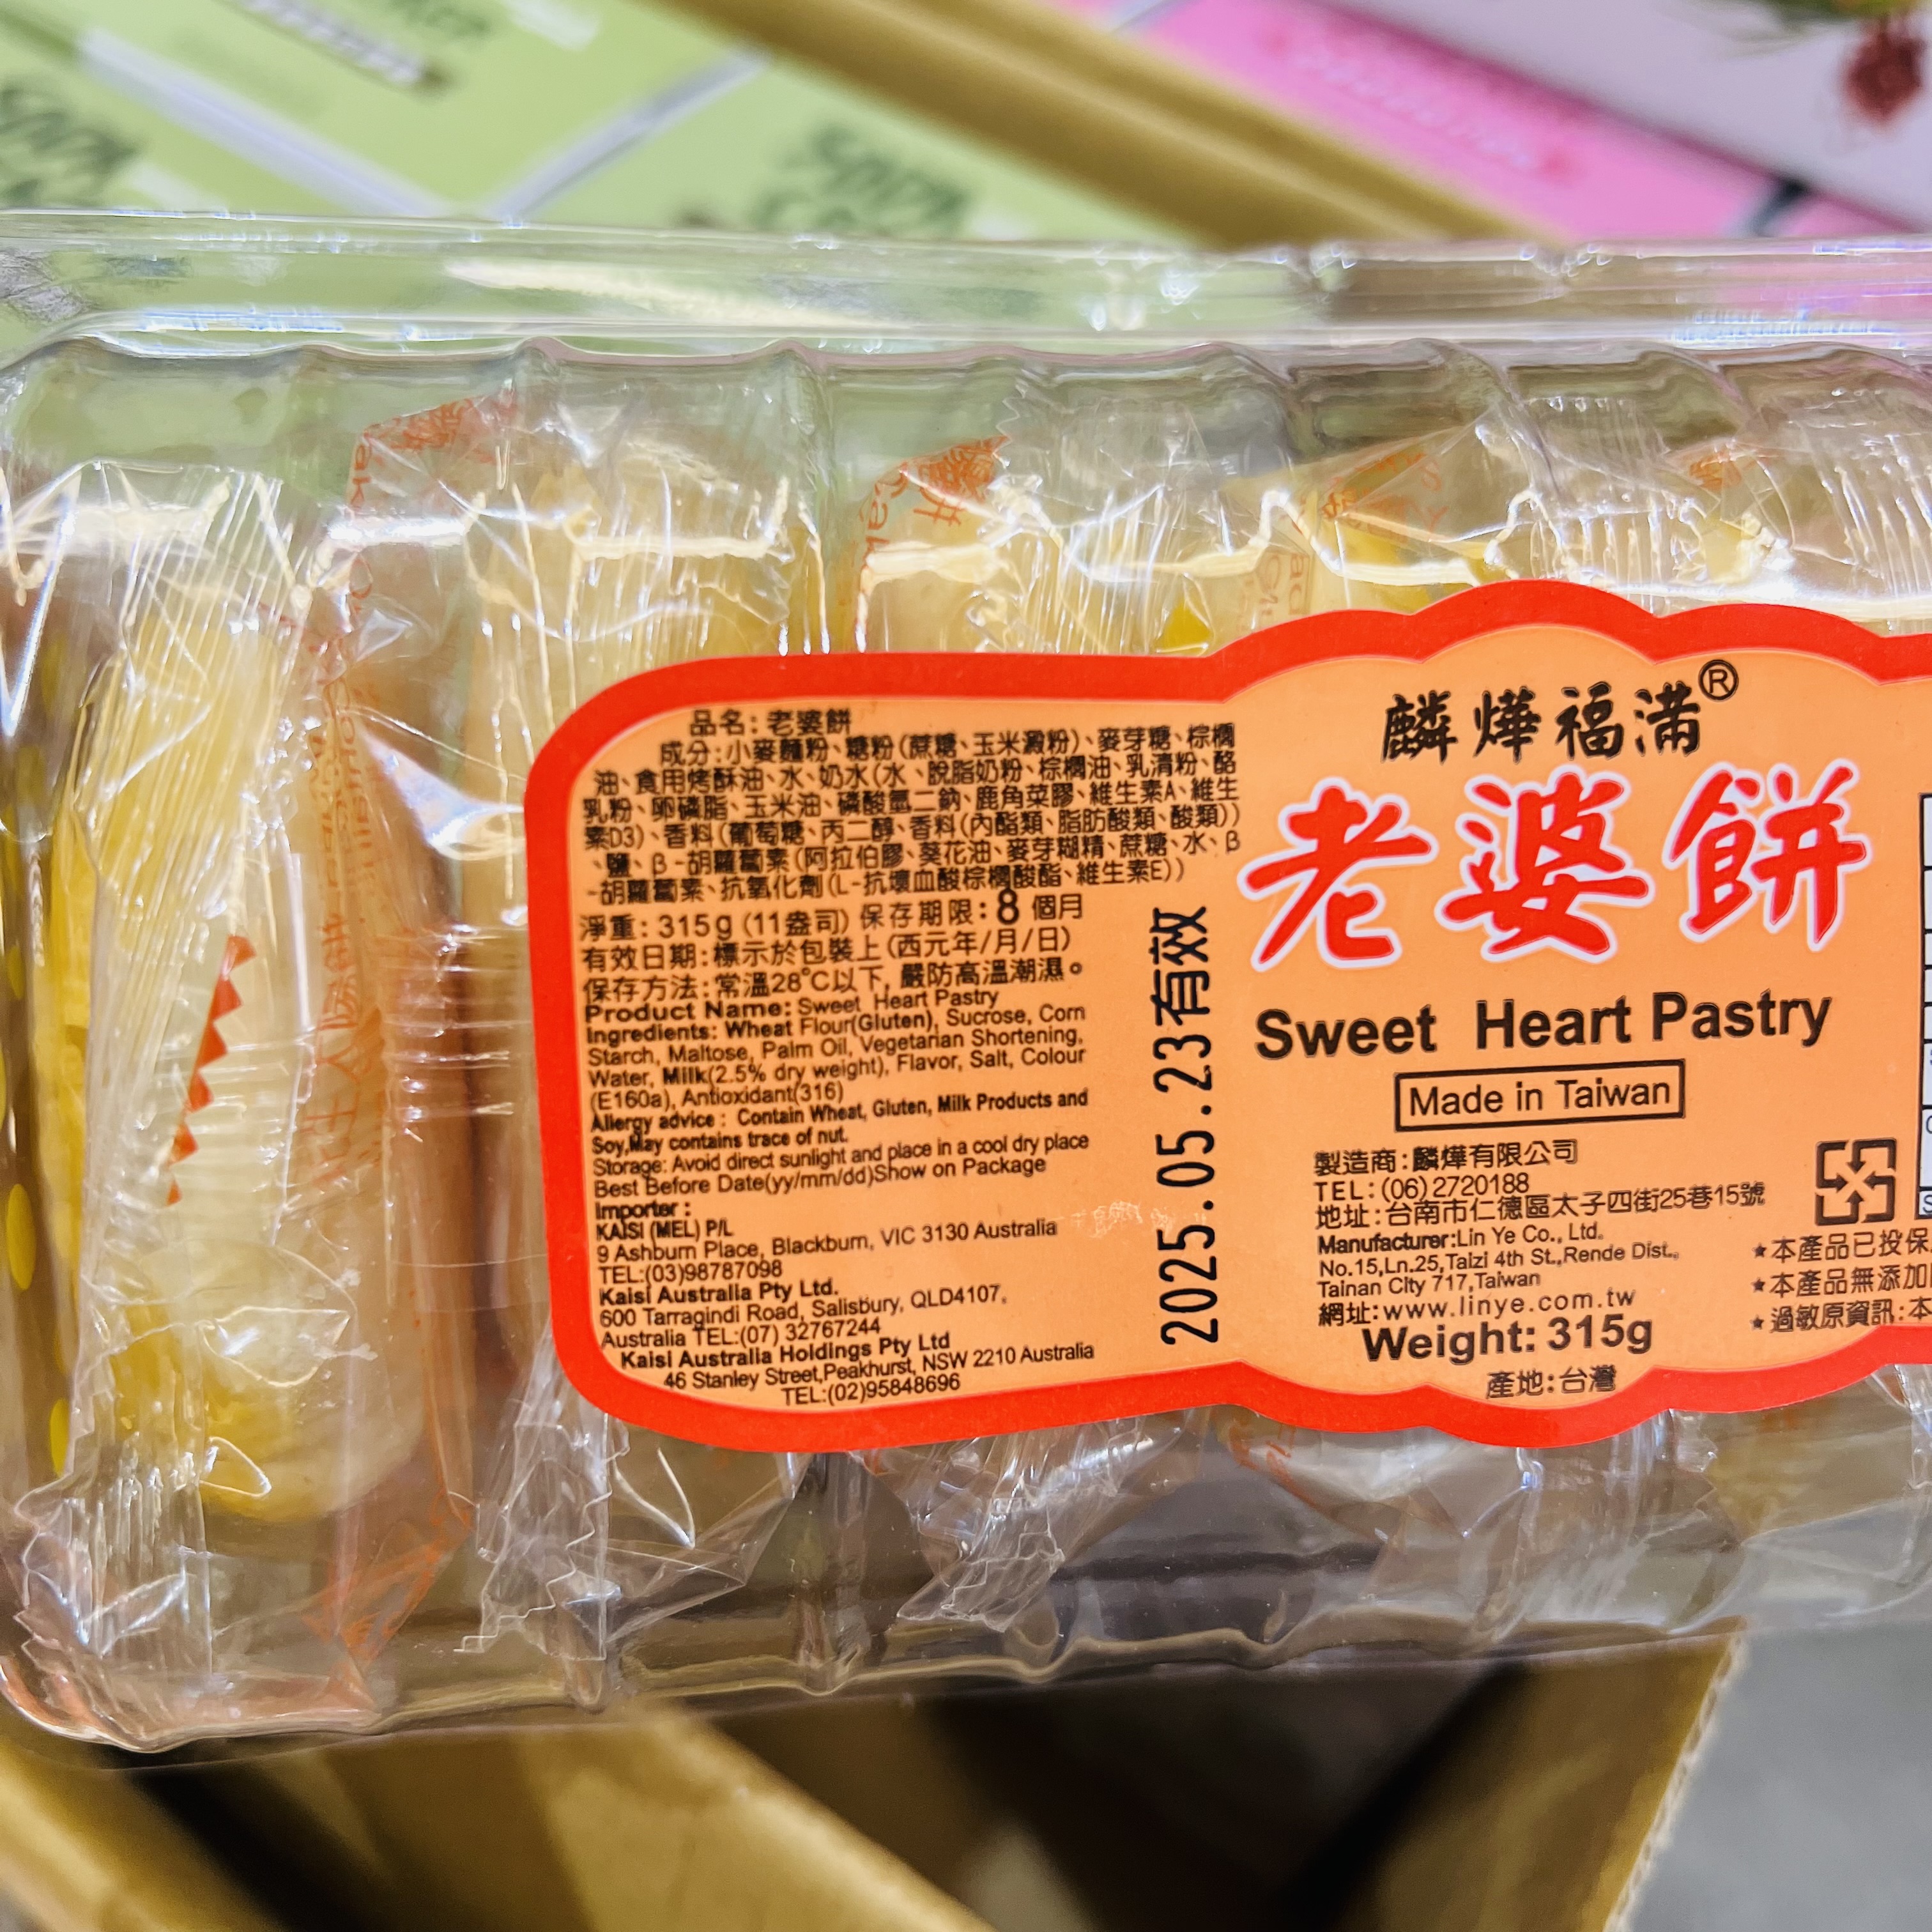 品名:老婆餅
成分:小麥麵粉、糖粉(蔗糖、玉米澱粉)、麥芽糖、棕櫚
油、食用烤酥油、水、奶水(水、脫脂奶粉、棕櫚油、乳清粉、酪
乳粉、卵磷脂、玉米油、磷酸氫二鈉、鹿角菜膠、維生素A、維生
素D3)、香料(葡萄糖、丙二醇、香料(內酯類、脂肪酸類、酸類))
、鹽、β-胡蘿蔔素(阿拉伯膠、葵花油、麥芽糊精、蔗糖、水、β
-胡蘿蔔素、抗氧化劑(L-抗壞血酸棕櫚酸酯、維生素E))
淨重:315g(11盎司)保存期限:8個月
有效日期:標示於包裝上(西元年/月/日)
保存方法:常溫28°C以下,嚴防高溫潮濕。
Product Name: Sweet Heart Pastry
Ingredients: Wheat Flour(Gluten), Sucrose, Corn
Starch, Maltose, Palm Oil, Vegetarian Shortening,
Water, Milk(2.5% dry weight), Flavor, Salt, Colour
(E160a), Antioxidant(316)
Allergy advice : Contain Wheat, Gluten, Milk Products and
Soy,May contains trace of nut.
Storage: Avoid direct sunlight and place in a cool dry place
Best Before Date(yy/mm/dd)Show on Package
Importer :
KAISI (MEL) P/L
9 Ashburn Place, Blackburn, VIC 3130 Australia
TEL:(03)98787098
Kaisi Australia Pty Ltd.
600 Tarragindi Road, Salisbury, QLD4107,
Australia TEL:(07) 32767244
Kaisi Australia Holdings Pty Ltd
46 Stanley Street,Peakhurst, NSW 2210 Australia
TEL:(02)95848696
2025.05.23有效
麟燁福滿®
老婆餅
Sweet Heart Pastry
Made in Taiwan
製造商:麟燁有限公司
TEL:(06)2720188
地址:台南市仁德區太子四街25巷15號
Manufacturer:Lin Ye Co., Ltd.
No.15,Ln.25,Taizi 4th St.,Rende Dist.,
Tainan City 717,Taiwan
網址:www.linye.com.tw
Weight: 315g
產地:台灣
★本產品已投保
★本產品無添加
★過敏原資訊:本